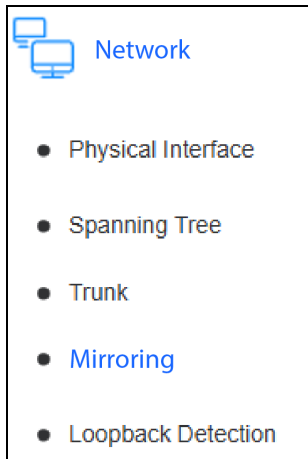 Network
Physical Interface
Spanning Tree
Trunk
Mirroring
Loopback Detection